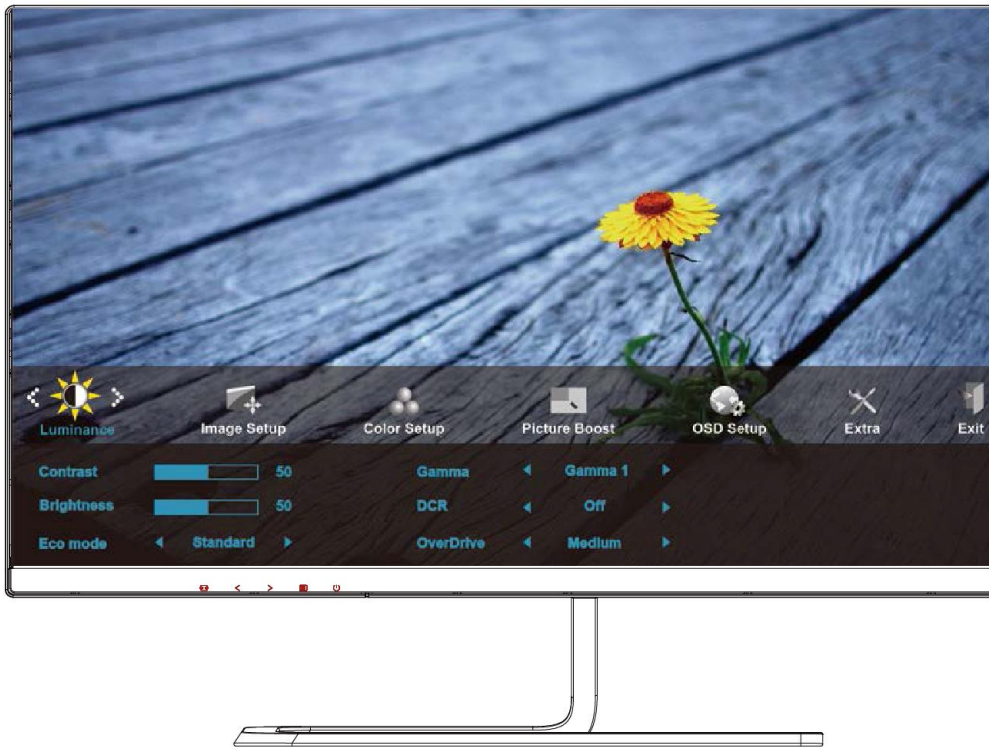 Luminance Image Setup Color Setup Picture Boost OSD Setup Extra Exit
Contrast 50 Gamma Gamma 1
Brightness 50 DCR Off
Eco mode Standard OverDrive Medium